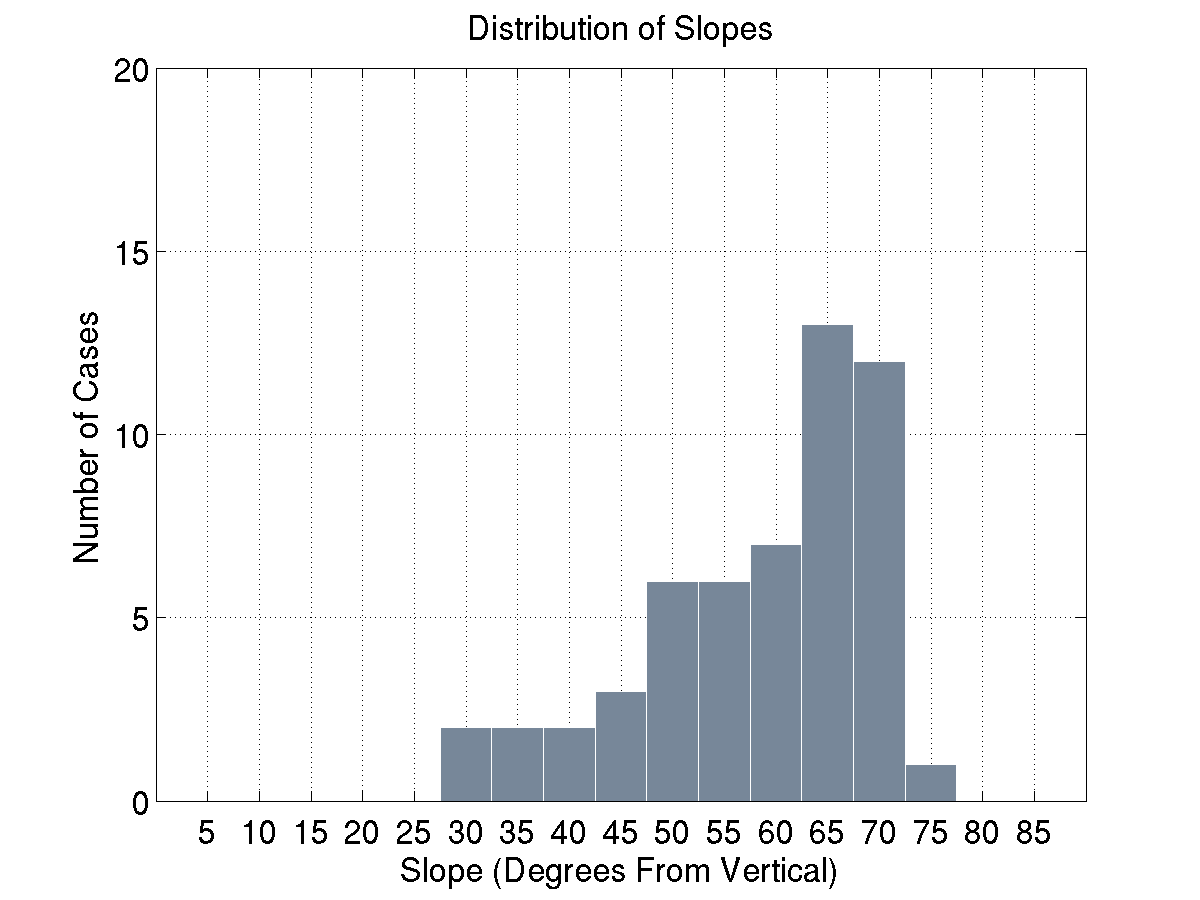 Distribution of Slopes
20
15
10
5
0
Number of Cases
5 10 15 20 25 30 35 40 45 50 55 60 65 70 75 80 85
Slope (Degrees From Vertical)